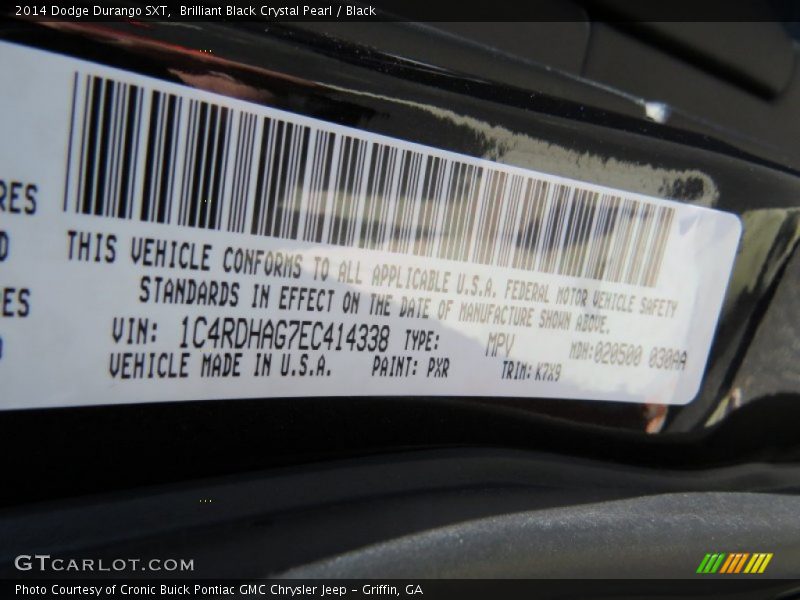 2014 Dodge Durango SXT,  Brilliant Black Crystal Pearl / Black
RES
D
ES
THIS VEHICLE CONFORMS TO ALL APPLICABLE U.S.A. FEDERAL MOTOR VEHICLE SAFETY
STANDARDS IN EFFECT ON THE DATE OF MANUFACTURE SHOWN ABOVE.
VIN: 1C4RDHAG7EC414338 TYPE: MPV MDH:020500 030AA
VEHICLE MADE IN U.S.A. PAINT: PXR TRIM: K7X9
GTCARLOT.COM
Photo Courtesy of Cronic Buick Pontiac GMC Chrysler Jeep - Griffin, GA